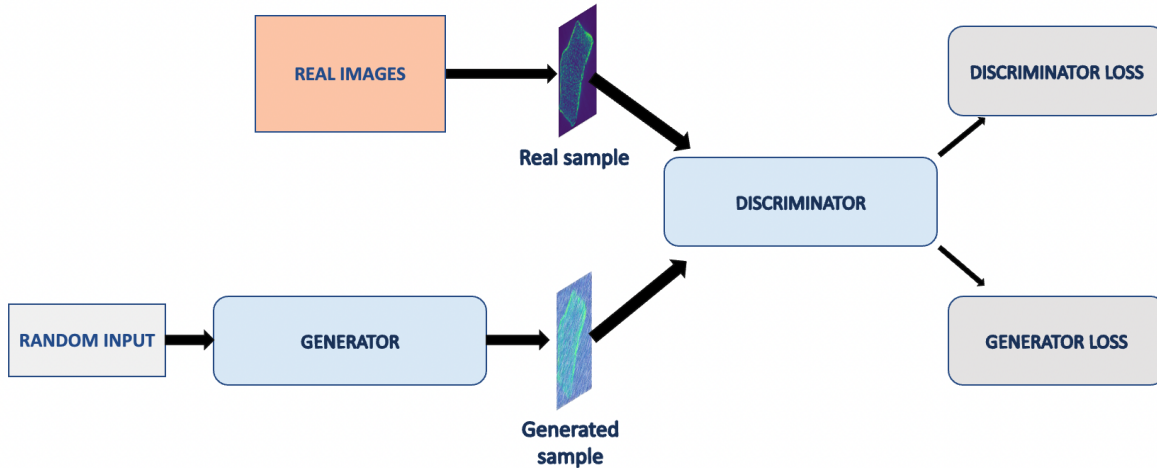 REAL IMAGES
DISCRIMINATOR LOSS
Real sample
DISCRIMINATOR
RANDOM INPUT
GENERATOR
GENERATOR LOSS
Generated
sample